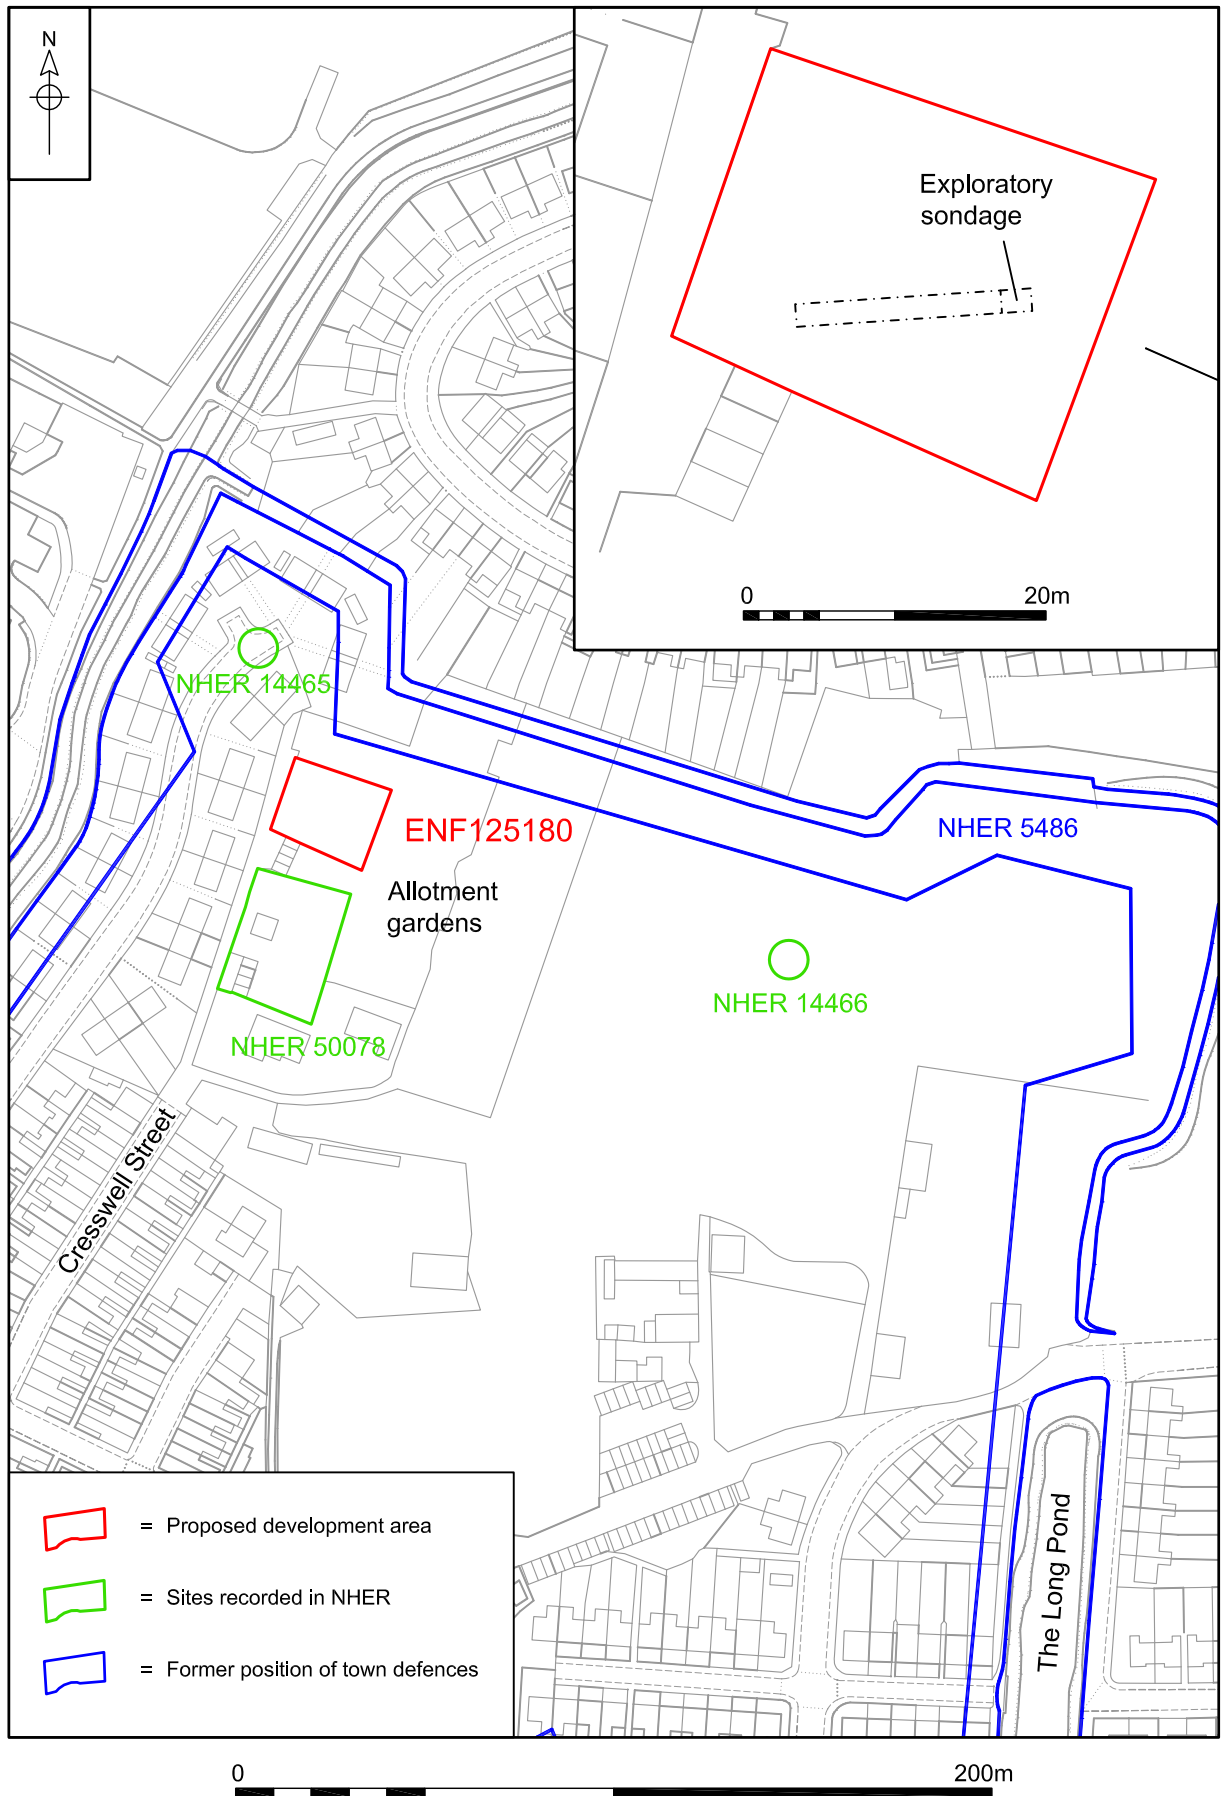 N
Exploratory
sondage
0 20m
NHER 14465
ENF125180
NHER 5486
Allotment
gardens
NHER 14466
NHER 50078
Cresswell Street
The Long Pond
= Proposed development area
= Sites recorded in NHER
= Former position of town defences
0 200m